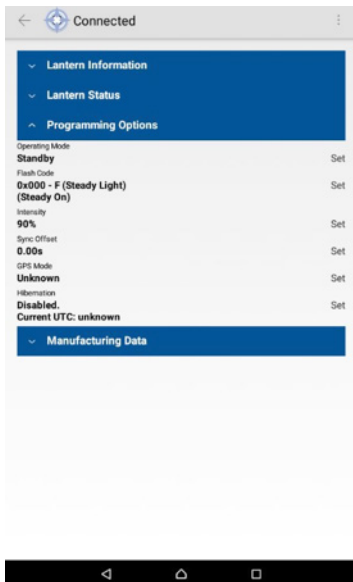 Connected
Lantern Information
Lantern Status
Programming Options
Operating Mode
Standby
Set
Flash Code
0x000 - F (Steady Light)
Set
(Steady On)
Intensity
90%
Set
Sync Offset
0.00s
Set
GPS Mode
Unknown
Set
Hibernation
Disabled.
Set
Current UTC: unknown
Manufacturing Data